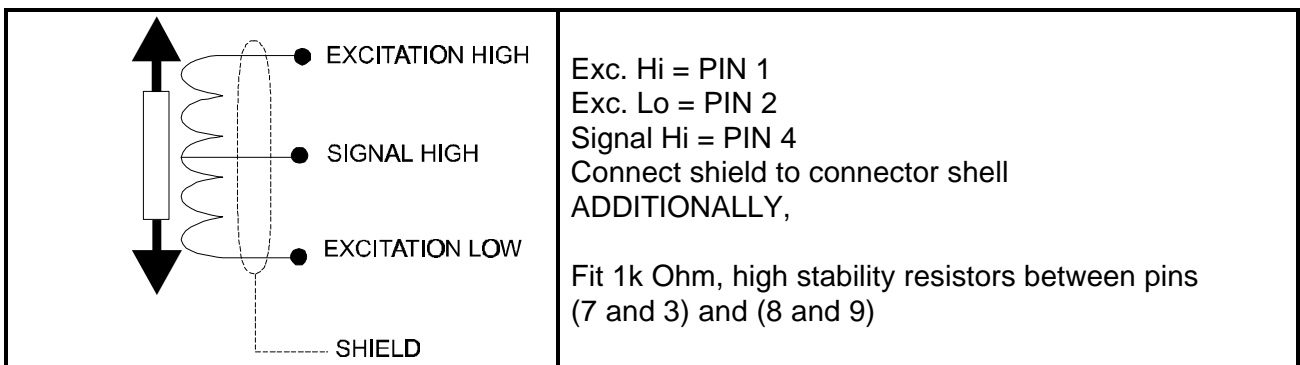 EXCITATION HIGH
SIGNAL HIGH
EXCITATION LOW
SHIELD
Exc. Hi = PIN 1
Exc. Lo = PIN 2
Signal Hi = PIN 4
Connect shield to connector shell
ADDITIONALLY,
Fit 1k Ohm, high stability resistors between pins
(7 and 3) and (8 and 9)